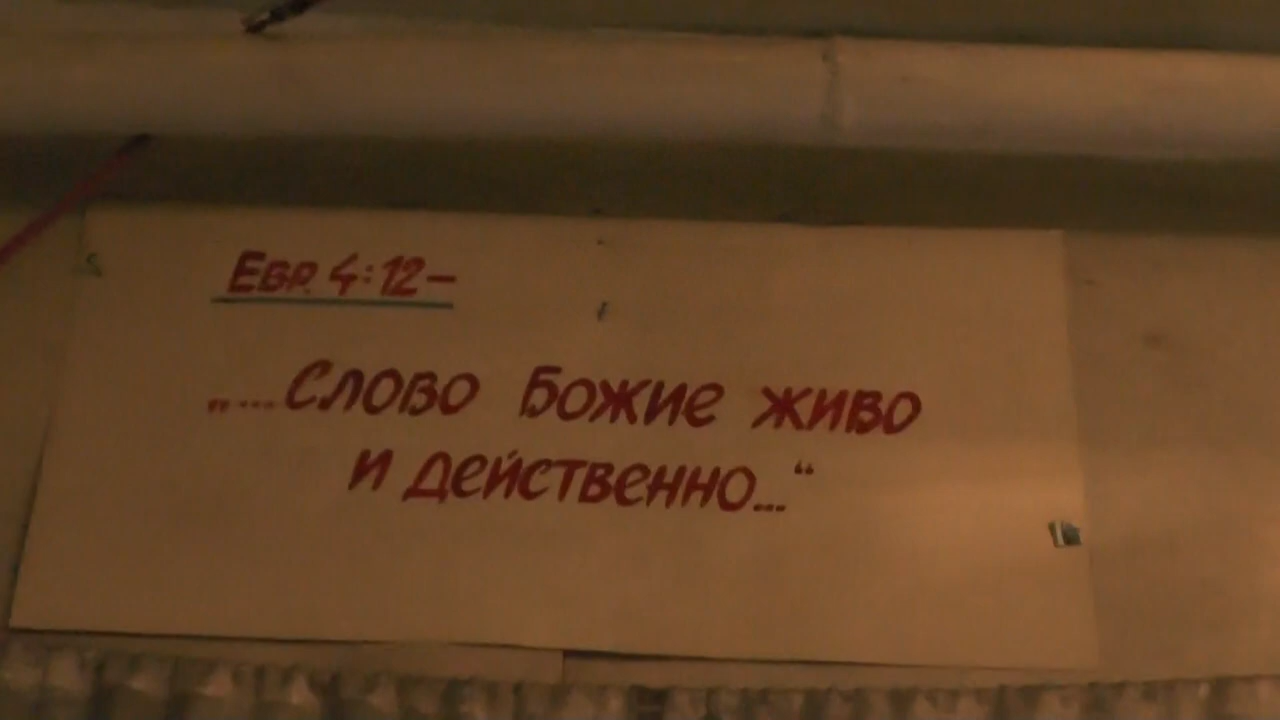 Евр. 4:12–
„....Слово Божие живо
и действенно...“